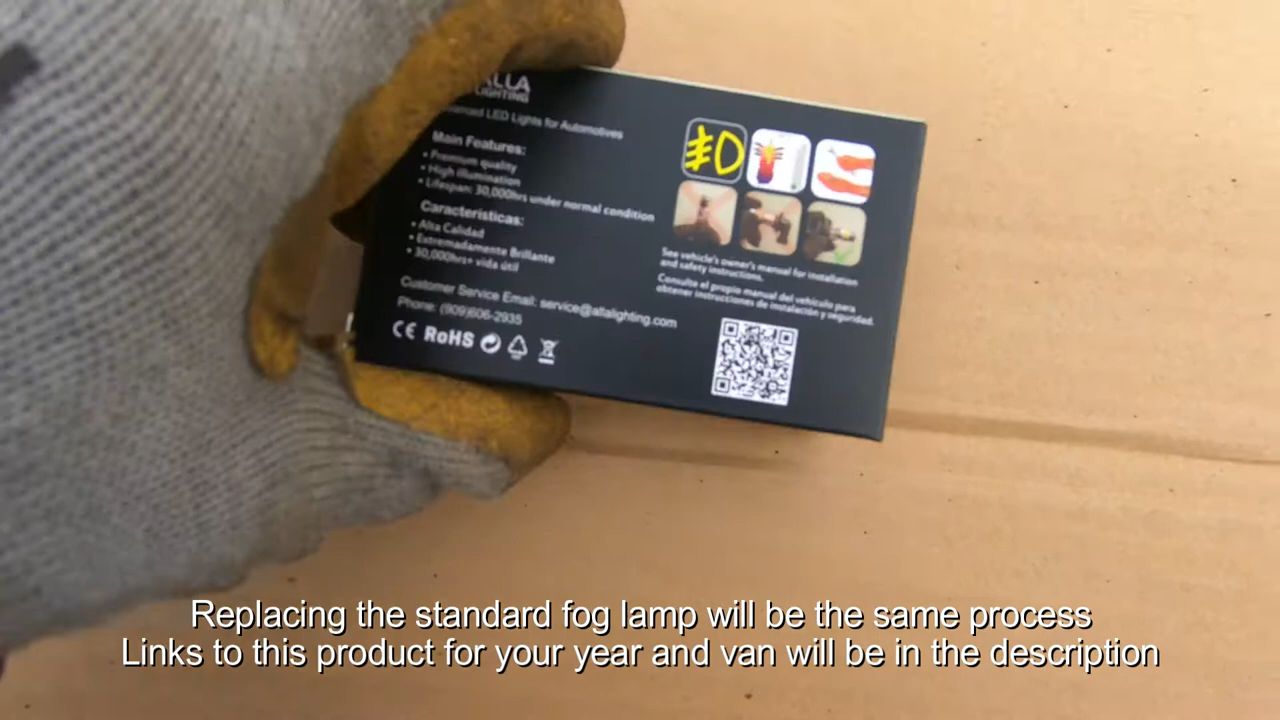 ALLA
LIGHTING
LED Lights for Automotives
Main Features:
• Premium quality
• High illumination
• Lifespan: 30,000hrs under normal condition
Características:
• Alta Calidad
• Extremadamente Brillante
• 30,000hrs+ vida útil
Customer Service Email: service@allalighting.com
Phone: (909)606-2935
CE RoHS
See vehicle's owner's manual for installation
and safety instructions.
Consulte el propio manual del vehículo para
obtener instrucciones de instalación y seguridad.
Replacing the standard fog lamp will be the same process
Links to this product for your year and van will be in the description